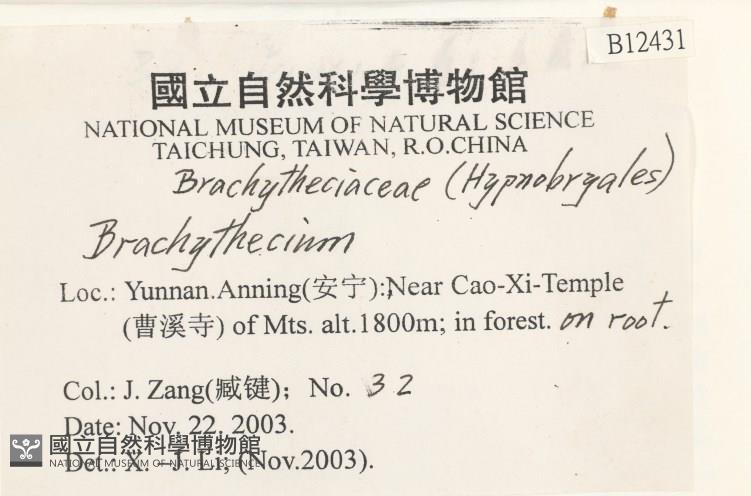 B12431
國立自然科學博物館
NATIONAL MUSEUM OF NATURAL SCIENCE
TAICHUNG, TAIWAN, R.O.CHINA
Brachytheciaceae (Hypnobryales)
Brachythecium
Loc.: Yunnan.Anning(安宁):;Near Cao-Xi-Temple
(曹溪寺) of Mts. alt.1800m; in forest. on root.
Col.: J. Zang(臧键); No. 32
Date: Nov. 22, 2003.
國立自然科學博物館
NATIONAL MUSEUM OF NATURAL SCIENCE
Det.: X. -J. Li, (Nov.2003).